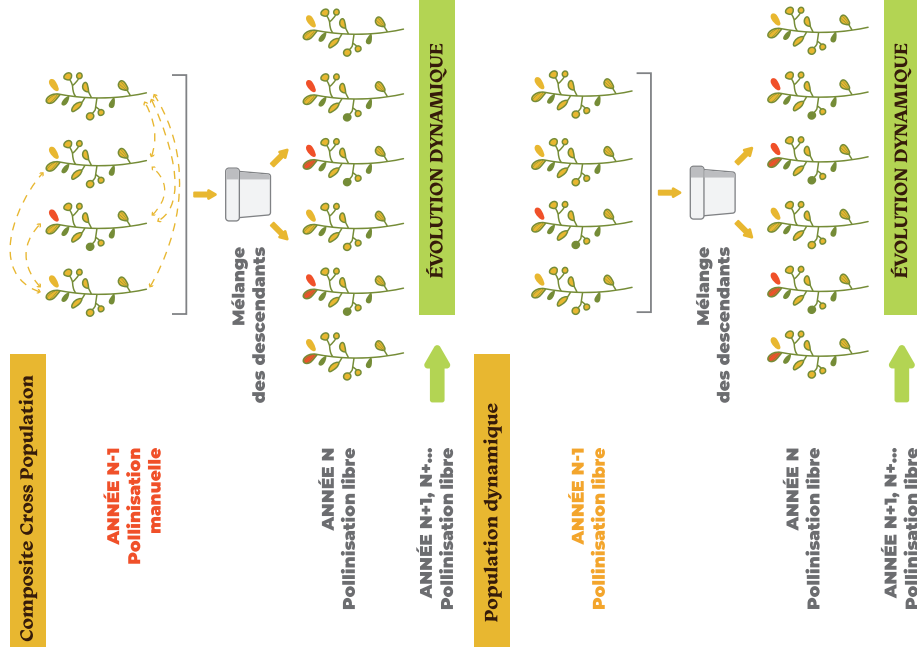 Composite Cross Population
ANNÉE N-1
Pollinisation
manuelle
Mélange
des descendants
ANNÉE N
Pollinisation libre
ANNÉE N+1, N+...
Pollinisation libre
ÉVOLUTION DYNAMIQUE
Population dynamique
ANNÉE N-1
Pollinisation libre
Mélange
des descendants
ANNÉE N
Pollinisation libre
ANNÉE N+1, N+...
Pollinisation libre
ÉVOLUTION DYNAMIQUE